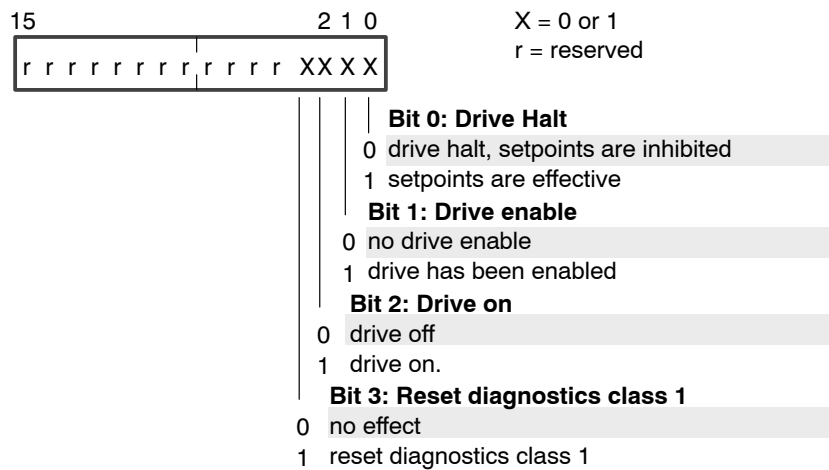 15 2 1 0 X = 0 or 1
r = reserved
r r r r r r r r r r r r XX X X
Bit 0: Drive Halt
0 drive halt, setpoints are inhibited
1 setpoints are effective
Bit 1: Drive enable
0 no drive enable
1 drive has been enabled
Bit 2: Drive on
0 drive off
1 drive on.
Bit 3: Reset diagnostics class 1
0 no effect
1 reset diagnostics class 1